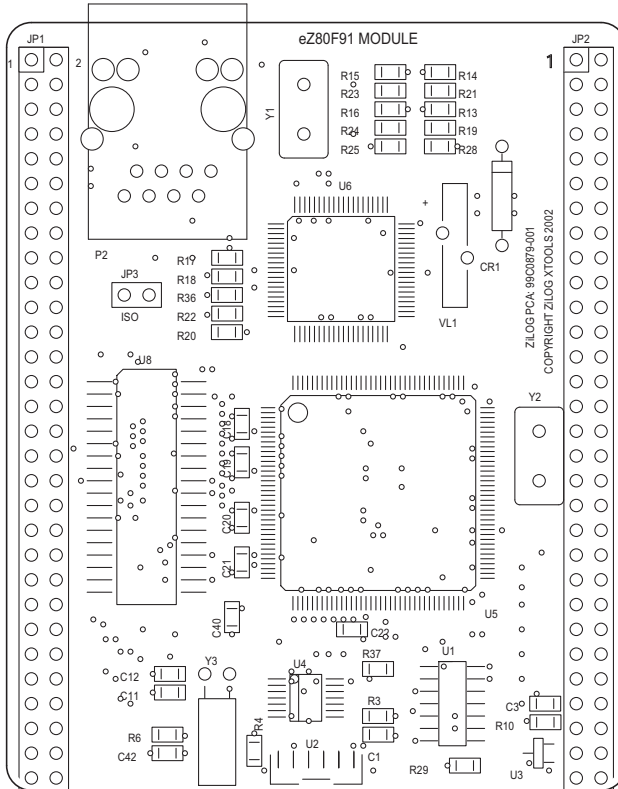 JP1
eZ80F91 MODULE
JP2
1
2
1
R15
R14
R23
R21
Y1
R16
R13
R24
R19
R25
R28
U6
+
P2
R17
CR1
JP3
R18
R36
ISO
R22
VL1
R20
ZiLOG PCA: 99C0879-001
COPYRIGHT ZiLOG XTOOLS 2002
U8
Y2
C18
C19
C20
C21
C40
U5
C22
U1
Y3
U4
R37
C12
C11
C3
R3
R10
R6
R4
U2
C42
C1
R29
U3